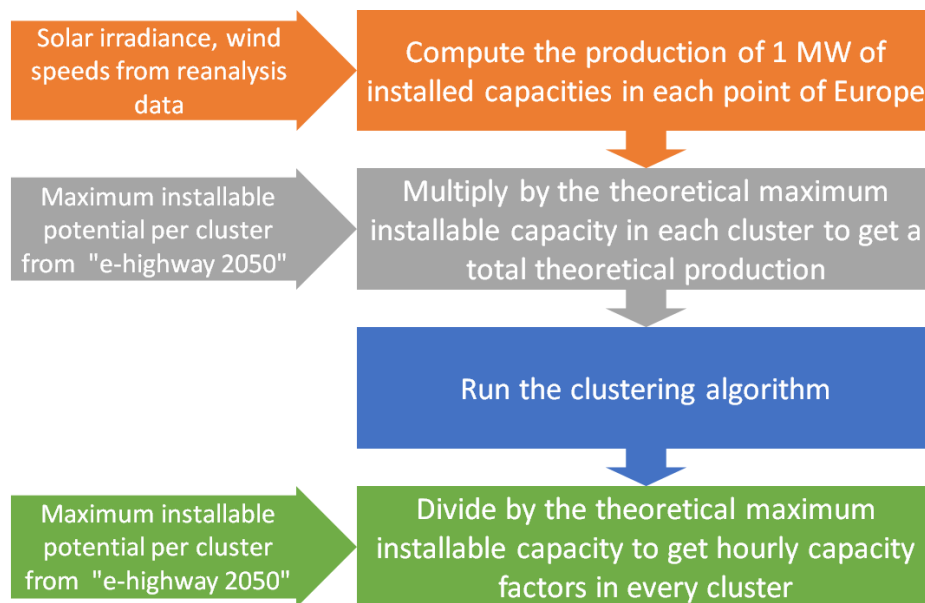 Solar irradiance, wind
speeds from reanalysis
data
Compute the production of 1 MW of
installed capacities in each point of Europe
Maximum installable
potential per cluster
from "e-highway 2050"
Multiply by the theoretical maximum
installable capacity in each cluster to get a
total theoretical production
Run the clustering algorithm
Maximum installable
potential per cluster
from "e-highway 2050"
Divide by the theoretical maximum
installable capacity to get hourly capacity
factors in every cluster